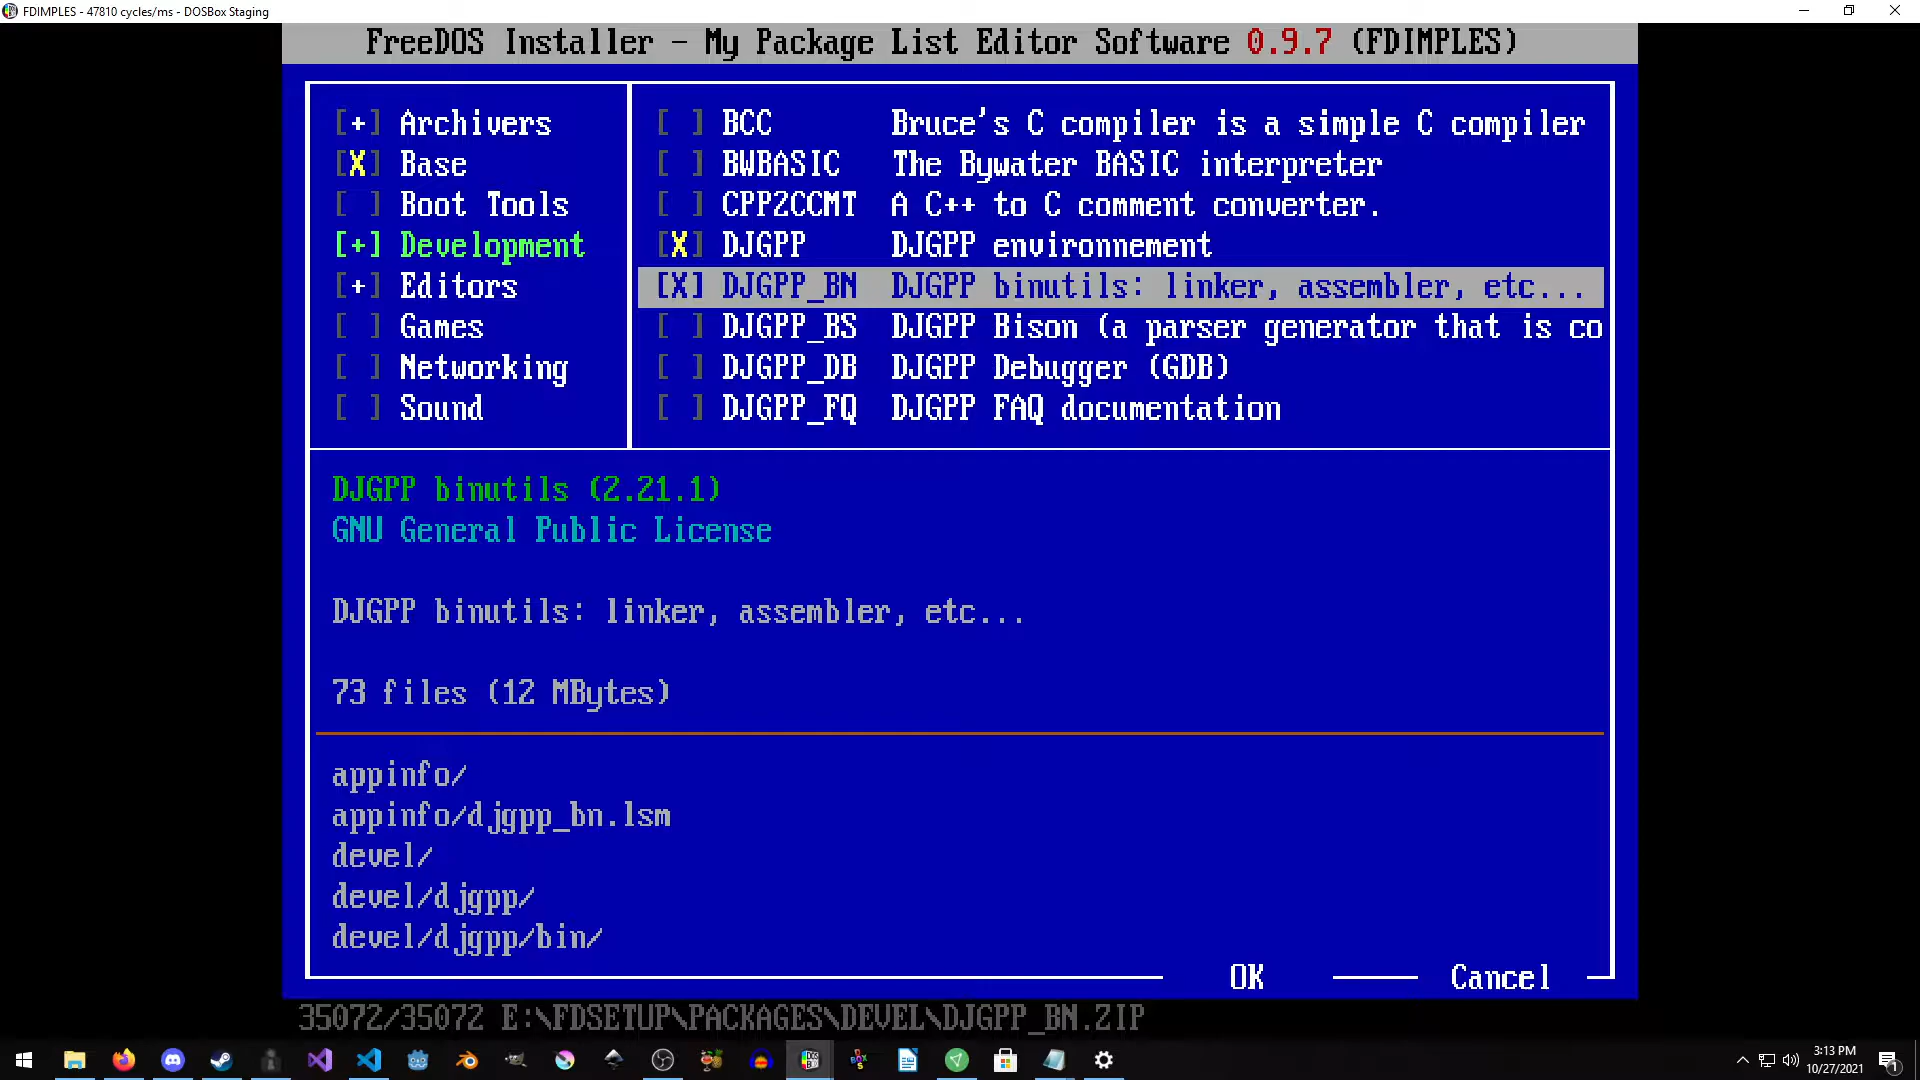 FDIMPLES - 47810 cycles/ms - DOSBox Staging
FreeDOS Installer - My Package List Editor Software 0.9.7 (FDIMPLES)
[+] Archivers
[X] Base
[ ] Boot Tools
[+] Development
[+] Editors
[ ] Games
[ ] Networking
[ ] Sound
[ ] BCC Bruce's C compiler is a simple C compiler
[ ] BWBASIC The Bywater BASIC interpreter
[ ] CPP2CCMT A C++ to C comment converter.
[X] DJGPP DJGPP environnement
[X] DJGPP_BN DJGPP binutils: linker, assembler, etc...
[ ] DJGPP_BS DJGPP Bison (a parser generator that is co
[ ] DJGPP_DB DJGPP Debugger (GDB)
[ ] DJGPP_FQ DJGPP FAQ documentation
DJGPP binutils (2.21.1)
GNU General Public License
DJGPP binutils: linker, assembler, etc...
73 files (12 MBytes)
appinfo/
appinfo/djgpp_bn.lsm
devel/
devel/djgpp/
devel/djgpp/bin/
OK Cancel
35072/35072 E:\FDSETUP\PACKAGES\DEVEL\DJGPP_BN.ZIP
3:13 PM
10/27/2021
1